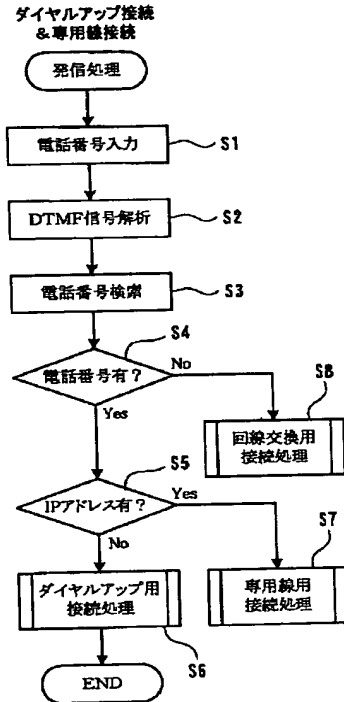 ダイヤルアップ接続
&専用線接続
発信処理
電話番号入力
S1
DTMF信号解析
S2
電話番号検索
S3
S4
電話番号有?
No
Yes
S8
回線交換用
接続処理
S5
IPアドレス有?
Yes
No
S7
専用線用
接続処理
ダイヤルアップ用
接続処理
S6
END